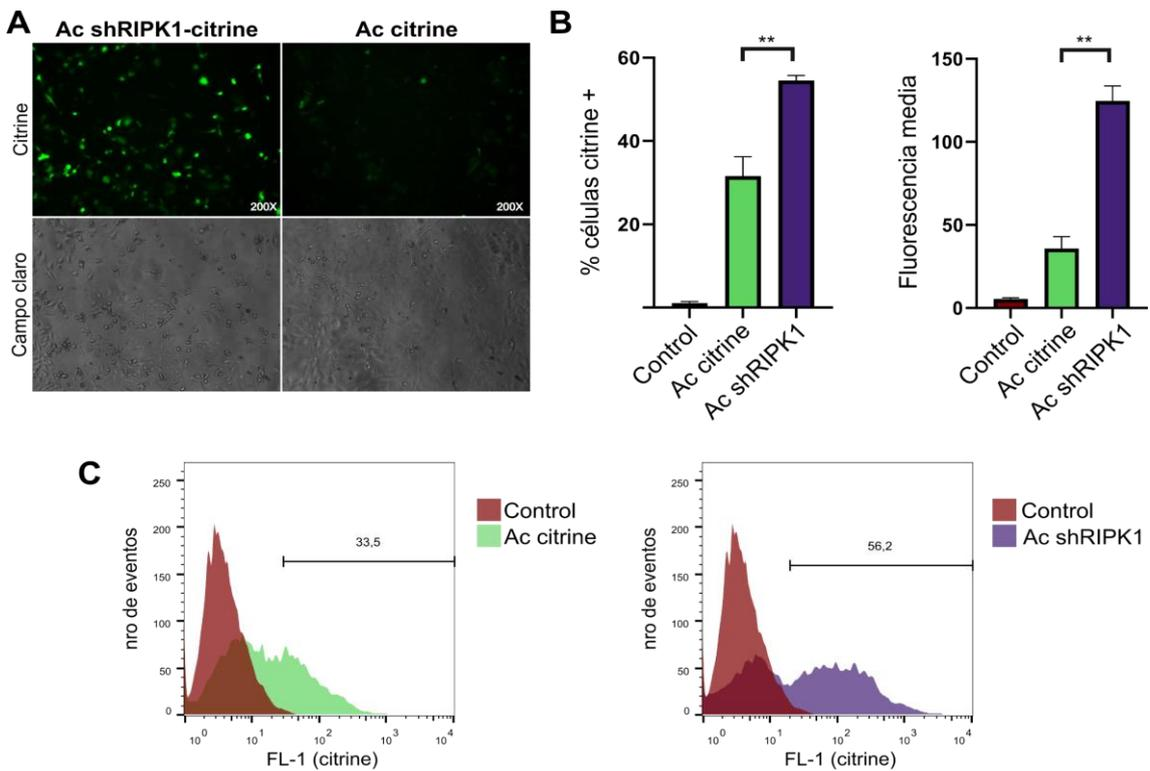 A
Ac shRIPK1-citrine
Ac citrine
Citrine
200X
200X
Campo claro
B
% células citrine +
60
40
20
**
Control
Ac citrine
Ac shRIPK1
Fluorescencia media
150
100
50
0
**
Control
Ac citrine
Ac shRIPK1
C
nro de eventos
250
200
150
100
50
0
33,5
10^0 10^1 10^2 10^3 10^4
FL-1 (citrine)
Control
Ac citrine
nro de eventos
250
200
150
100
50
0
56,2
10^0 10^1 10^2 10^3 10^4
FL-1 (citrine)
Control
Ac shRIPK1